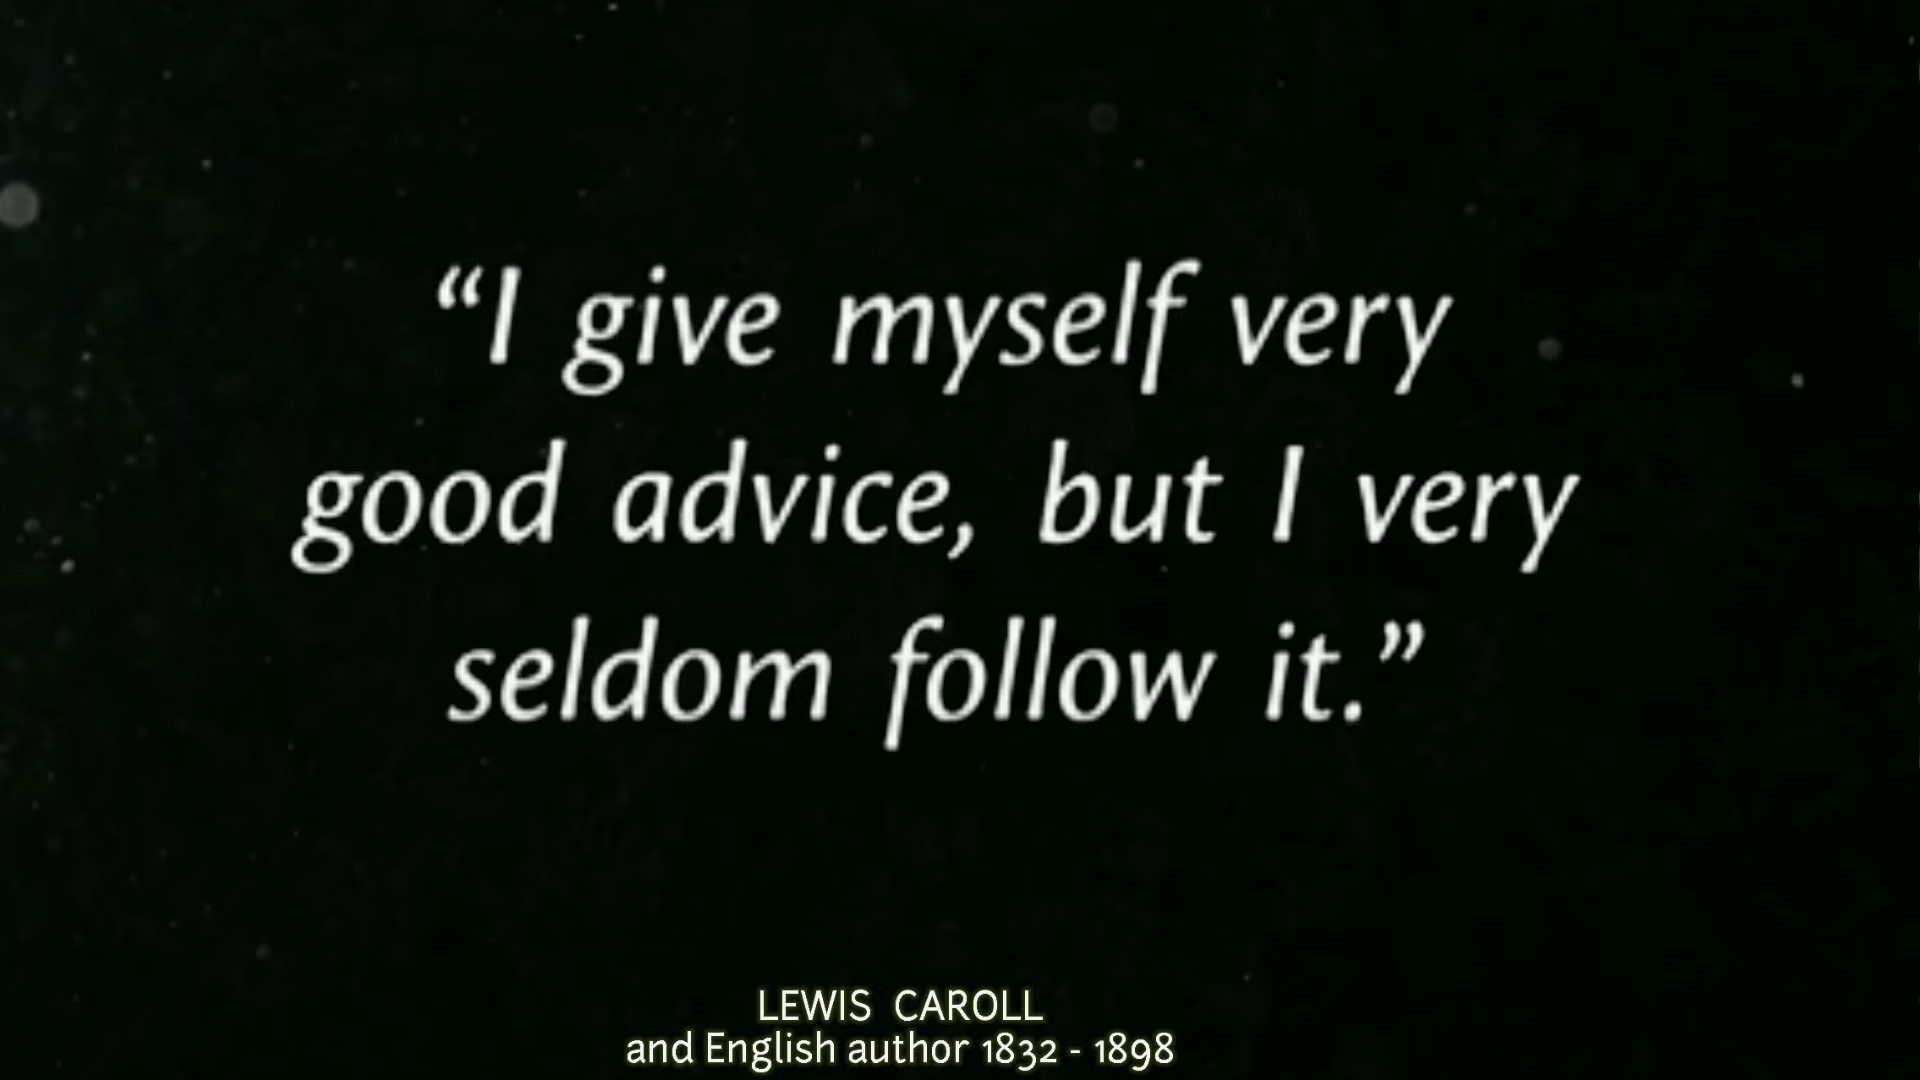 “I give myself very
good advice, but I very
seldom follow it.”
LEWIS CAROLL
and English author 1832 - 1898